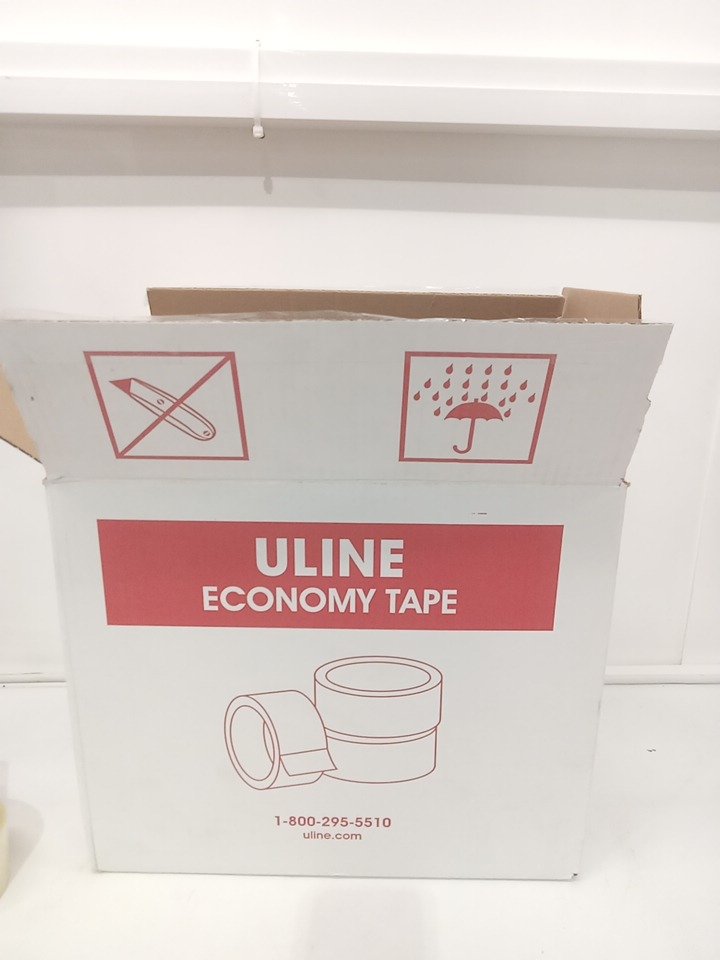 ULINE
ECONOMY TAPE
1-800-295-5510
uline.com